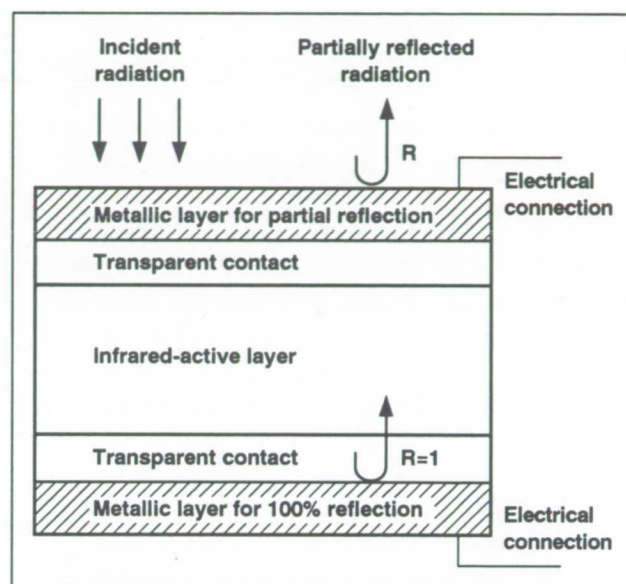 Incident
radiation
Partially reflected
radiation
R
Electrical
connection
Metallic layer for partial reflection
Transparent contact
Infrared-active layer
Transparent contact
R=1
Metallic layer for 100% reflection
Electrical
connection